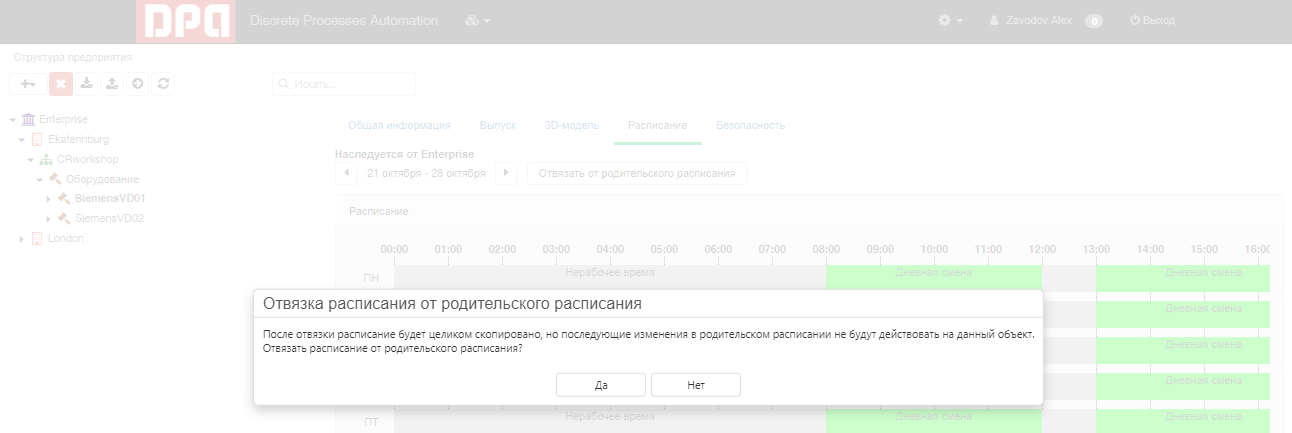 DPA Discrete Processes Automation Zavodov Alex 0 Выход
Структура предприятия
Искать...
Enterprise
Ekaterinburg
CRworkshop
Оборудование
SiemensVD01
SiemensVD02
London
Общая информация Выпуск 3D-модель Расписание Безопасность
Наследуется от Enterprise
21 октября - 28 октября Отвязать от родительского расписания
Расписание
00:00 01:00 02:00 03:00 04:00 05:00 06:00 07:00 08:00 09:00 10:00 11:00 12:00 13:00 14:00 15:00 16:00
ПН Нерабочее время Дневная смена Дневная смена
Отвязка расписания от родительского расписания
После отвязки расписание будет целиком скопировано, но последующие изменения в родительском расписании не будут действовать на данный объект.
Отвязать расписание от родительского расписания?
Да Нет
Дневная смена
Дневная смена
Дневная смена
ПТ Нерабочее время Дневная смена Дневная смена